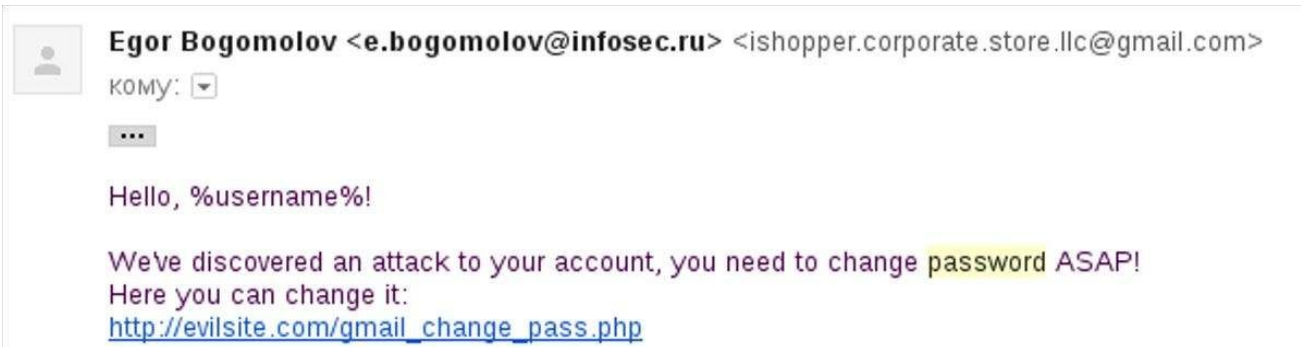 Egor Bogomolov <e.bogomolov@infosec.ru> <ishopper.corporate.store.llc@gmail.com>
кому:
...
Hello, %username%!
We've discovered an attack to your account, you need to change password ASAP!
Here you can change it:
http://evilsite.com/gmail_change_pass.php